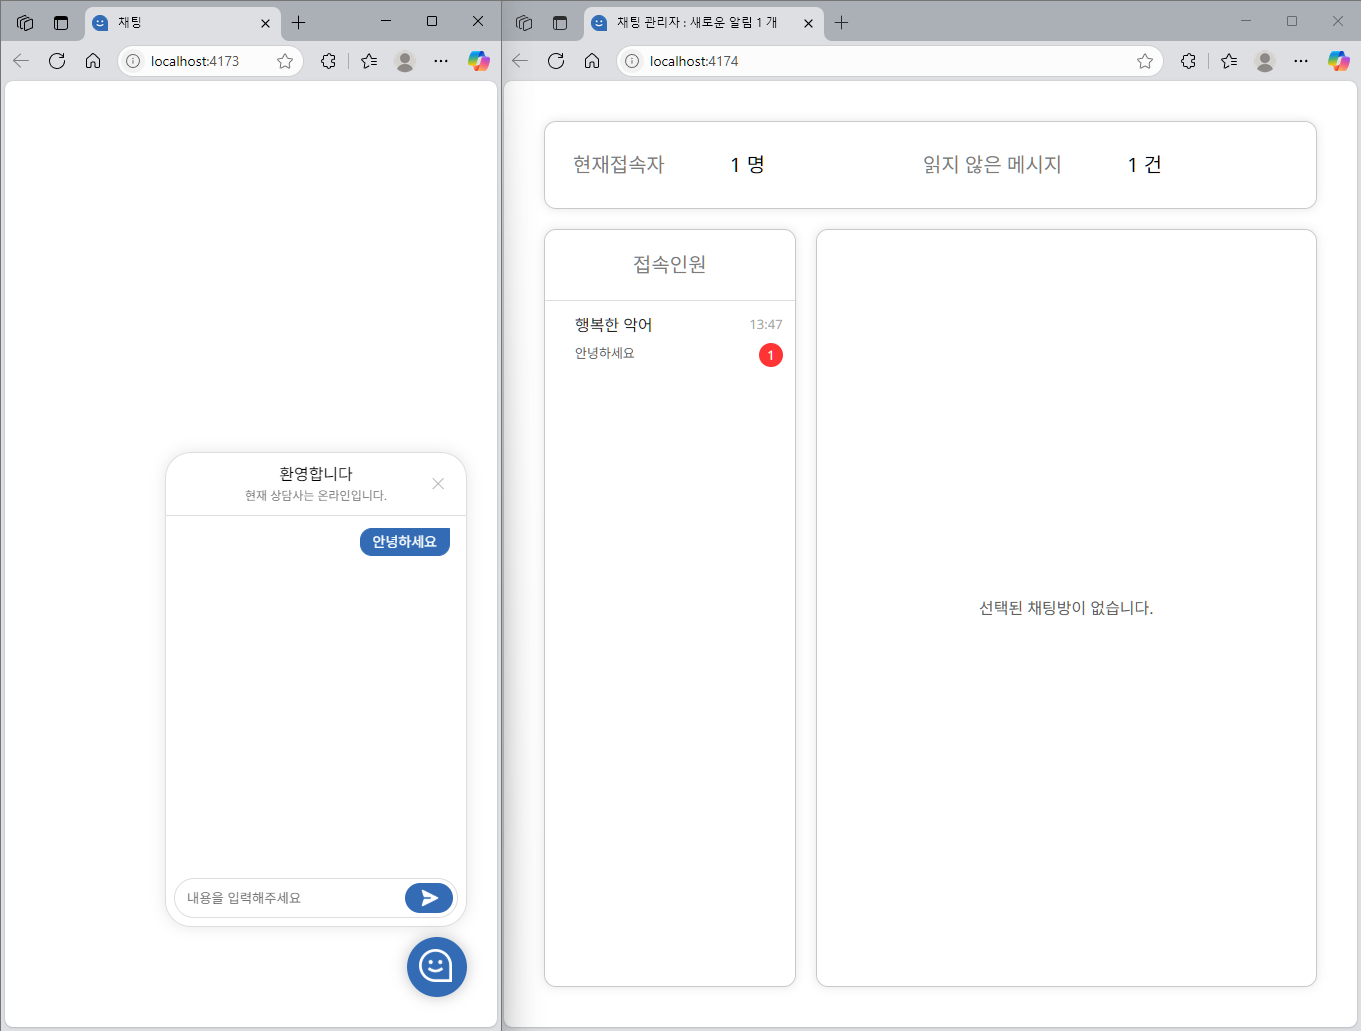 채팅
localhost:4173
환영합니다
현재 상담사는 온라인입니다.
안녕하세요
내용을 입력해주세요
채팅 관리자 : 새로운 알림 1 개
localhost:4174
현재접속자 1 명 읽지 않은 메시지 1 건
접속인원
행복한 악어 13:47
안녕하세요 1
선택된 채팅방이 없습니다.